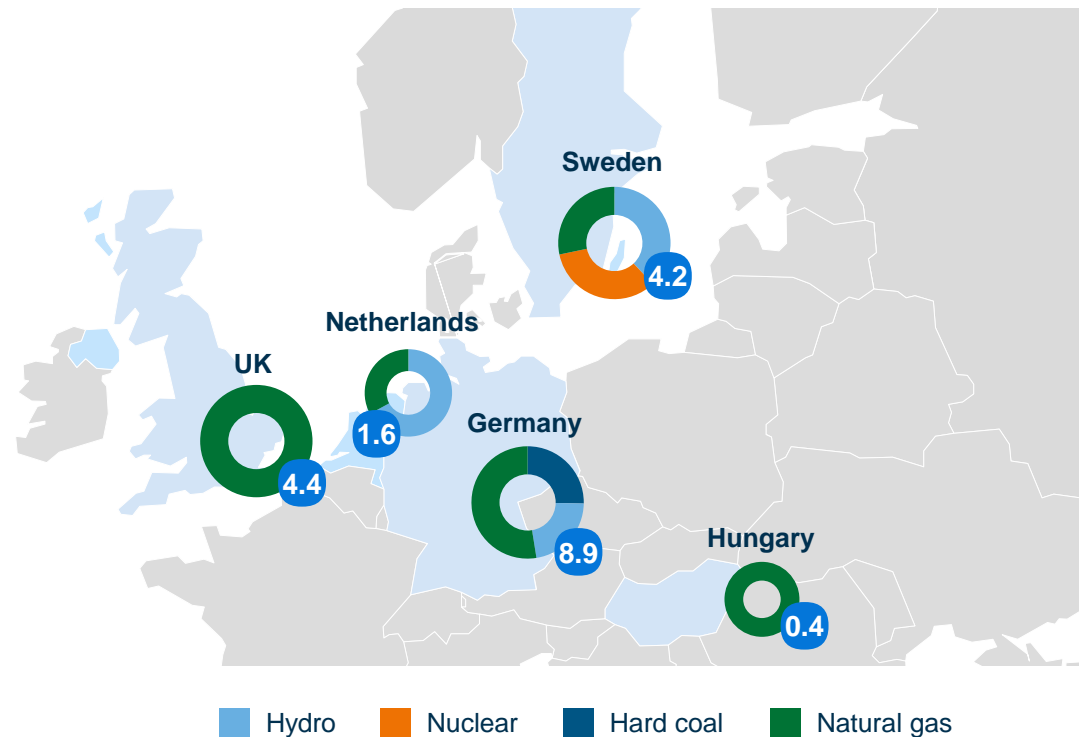 Sweden
4.2
Netherlands
1.6
UK
4.4
Germany
8.9
Hungary
0.4
Hydro
Nuclear
Hard coal
Natural gas